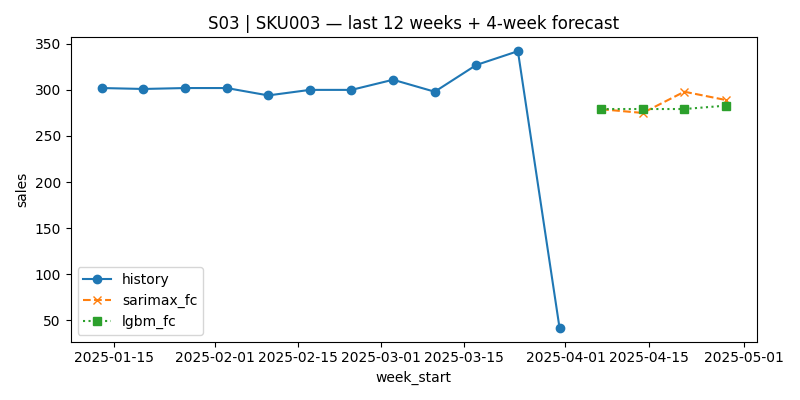 S03 | SKU003 — last 12 weeks + 4-week forecast
350
300
250
200
150
100
50
sales
history
sarimax_fc
lgbm_fc
2025-01-15 2025-02-01 2025-02-15 2025-03-01 2025-03-15 2025-04-01 2025-04-15 2025-05-01
week_start